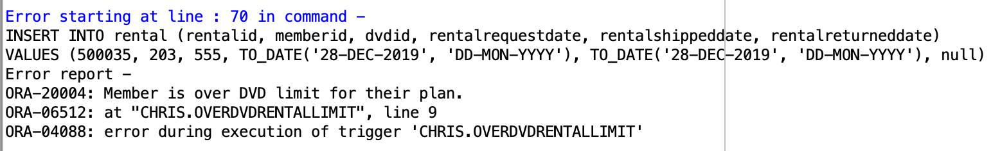 Error starting at line : 70 in command -
INSERT INTO rental (rentalid, memberid, dvdid, rentalrequestdate, rentalshippeddate, rentalreturneddate)
VALUES (500035, 203, 555, TO_DATE('28-DEC-2019', 'DD-MON-YYYY'), TO_DATE('28-DEC-2019', 'DD-MON-YYYY'), null)
Error report -
ORA-20004: Member is over DVD limit for their plan.
ORA-06512: at "CHRIS.OVERDVDRENTALLIMIT", line 9
ORA-04088: error during execution of trigger 'CHRIS.OVERDVDRENTALLIMIT'